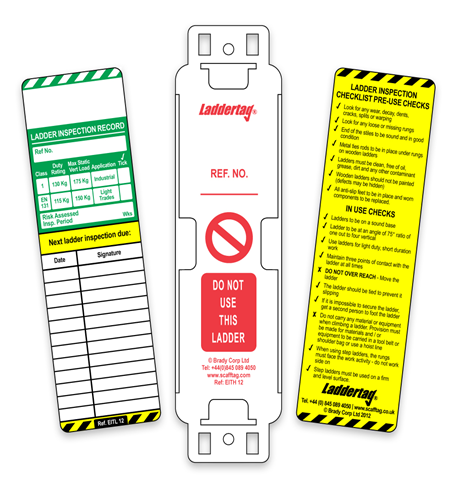 LADDER INSPECTION RECORD
Ref No.
Class Duty Rating Max Static Vert Load Application Tick
1 130 Kg 175 Kg Industrial
EN 131 115 Kg 150 Kg Light Trades
Risk Assessed
Insp. Period Wks
Next ladder inspection due:
Date Signature
Ref. EITL 12
Laddertag®
REF. NO.
DO NOT
USE
THIS
LADDER
© Brady Corp Ltd
Tel: +44(0)845 089 4050
www.scafftag.com
Ref: EITH 12
LADDER INSPECTION
CHECKLIST PRE-USE CHECKS
✓ Look for any wear, decay, dents,
cracks, splits or warping
✓ Look for any loose or missing rungs
✓ End of the stiles to be sound and in good
condition
✓ Metal tie rods to be in place under rungs
on wooden ladders
✓ Ladders must be clean, free of oil,
grease, dirt and any other contaminant
✓ Wooden ladders should not be painted
(defects may be hidden)
✓ All anti-slip feet to be in place and worn
components to be replaced.
IN USE CHECKS
✓ Ladders to be on a sound base
✓ Ladder to be at an angle of 75° ratio of
one out to four vertical
✓ Use ladders for light duty, short duration
work
✓ Maintain three points of contact with the
ladder at all times
✗ DO NOT OVER REACH - Move the
ladder
✓ The ladder should be tied to prevent it
slipping
✓ If it is impossible to secure the ladder,
get a second person to foot the ladder
✗ Do not carry any material or equipment
when climbing a ladder. Provision must
be made for materials and / or
equipment to be carried in a tool belt or
shoulder bag or use a hoist line
✓ When using step ladders, the rungs
must face the work activity - do not work
side on
✓ Step ladders must be used on a firm
and level surface.
Laddertag®
Tel. +44 (0) 845 089 4050 | www.scafftag.co.uk
© Brady Corp Ltd 2012